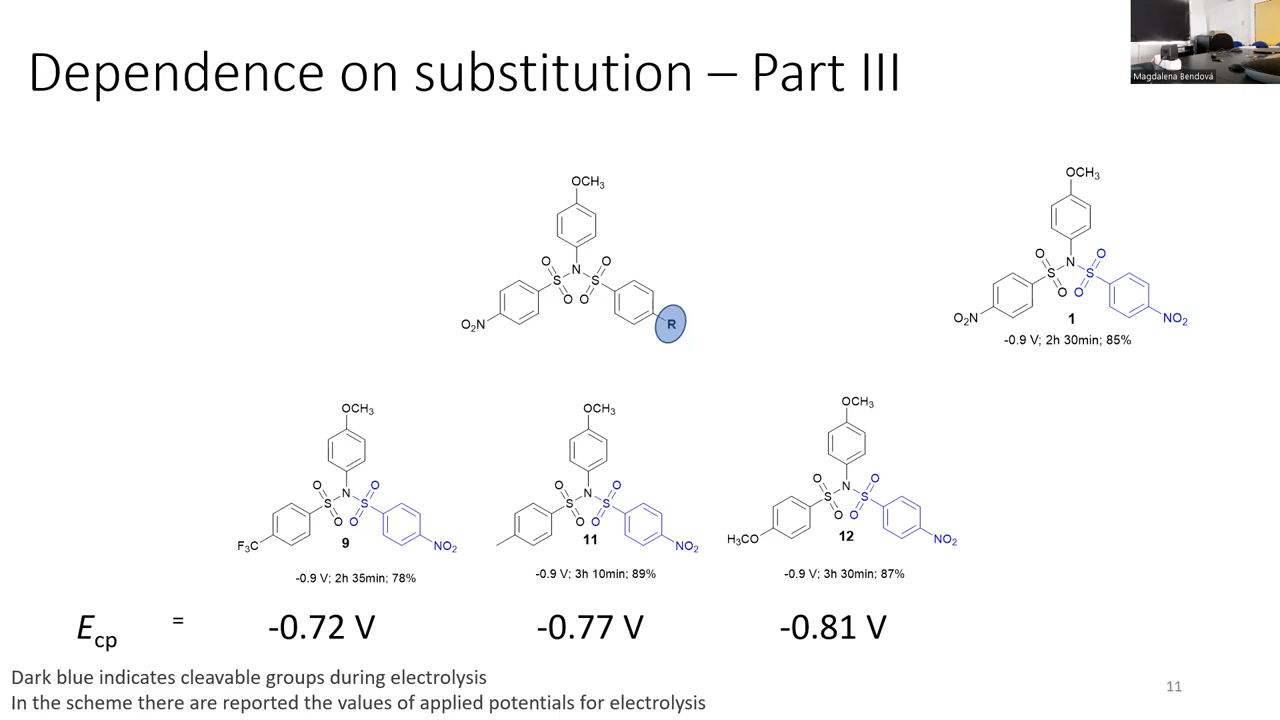 Dependence on substitution – Part III
Magdalena Bendová
OCH3
O
O
N
S
S
O
O
O2N
R
OCH3
O
O
N
S
S
O
O
O2N
NO2
1
-0.9 V; 2h 30min; 85%
OCH3
O
O
N
S
S
O
O
F3C
NO2
9
-0.9 V; 2h 35min; 78%
OCH3
O
O
N
S
S
O
O
NO2
11
-0.9 V; 3h 10min; 89%
OCH3
O
O
N
S
S
O
O
H3CO
NO2
12
-0.9 V; 3h 30min; 87%
Ecp = -0.72 V -0.77 V -0.81 V
Dark blue indicates cleavable groups during electrolysis
In the scheme there are reported the values of applied potentials for electrolysis
11